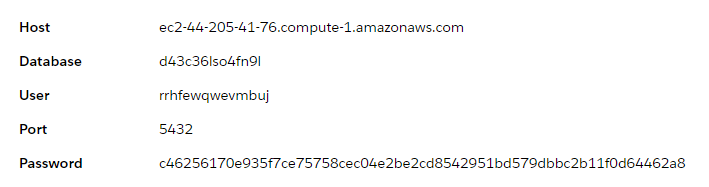 Host ec2-44-205-41-76.compute-1.amazonaws.com
Database d43c36lso4fn9l
User rrhfewqwevmbuj
Port 5432
Password c46256170e935f7ce75758cec04e2be2cd8542951bd579dbbc2b11f0d64462a8